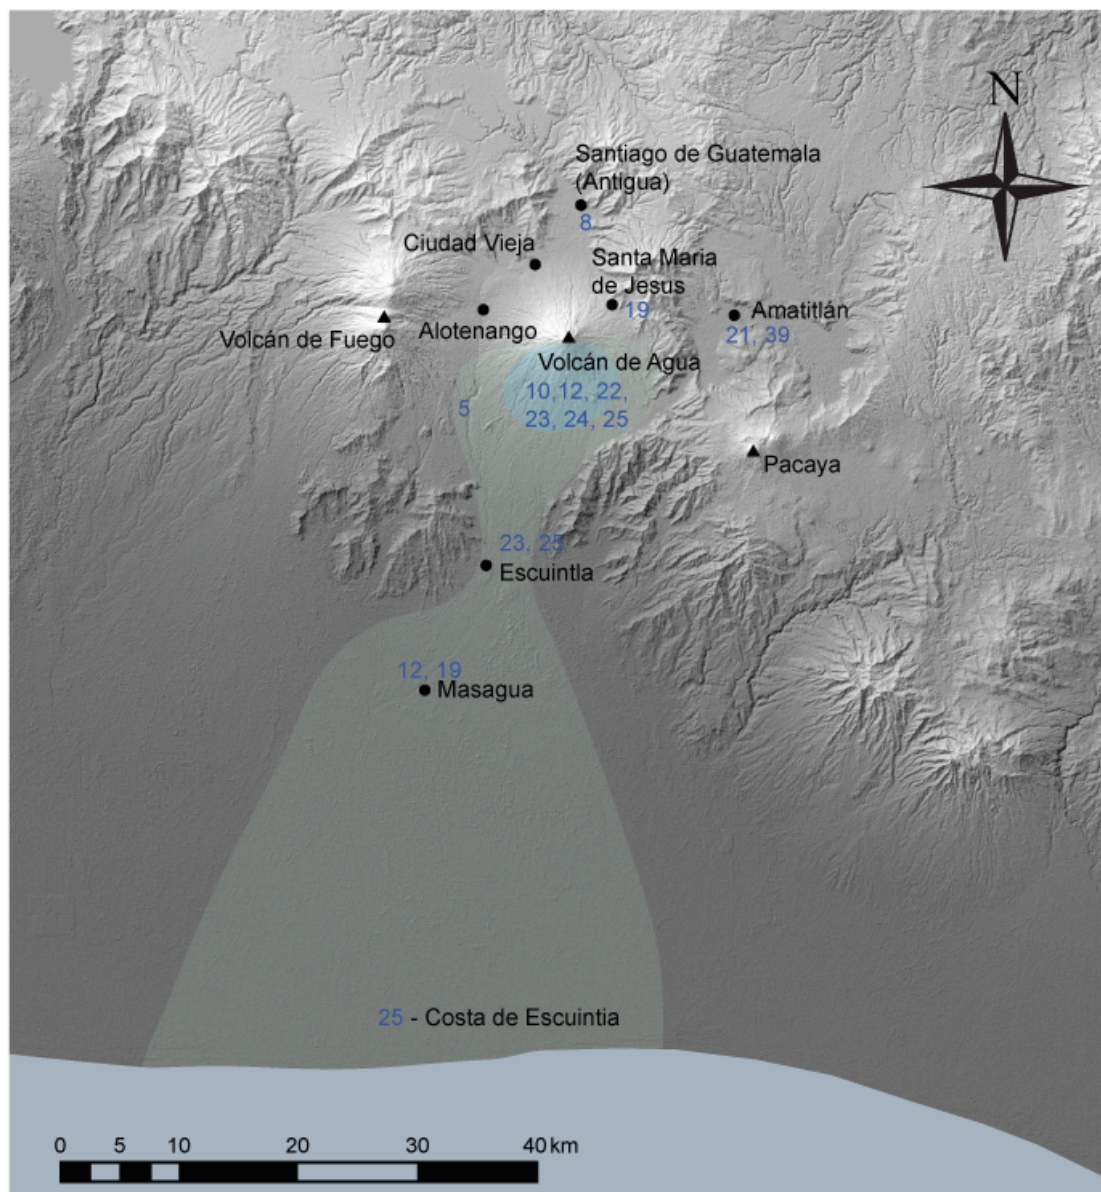 N
Santiago de Guatemala
(Antigua)
8
Ciudad Vieja
Santa Maria
de Jesus
19
Amatitlán
21, 39
Volcán de Fuego
Alotenango
Volcán de Agua
10,12, 22,
23, 24, 25
5
Pacaya
23, 25
Escuintla
12, 19
Masagua
25 - Costa de Escuintia
0 5 10 20 30 40 km